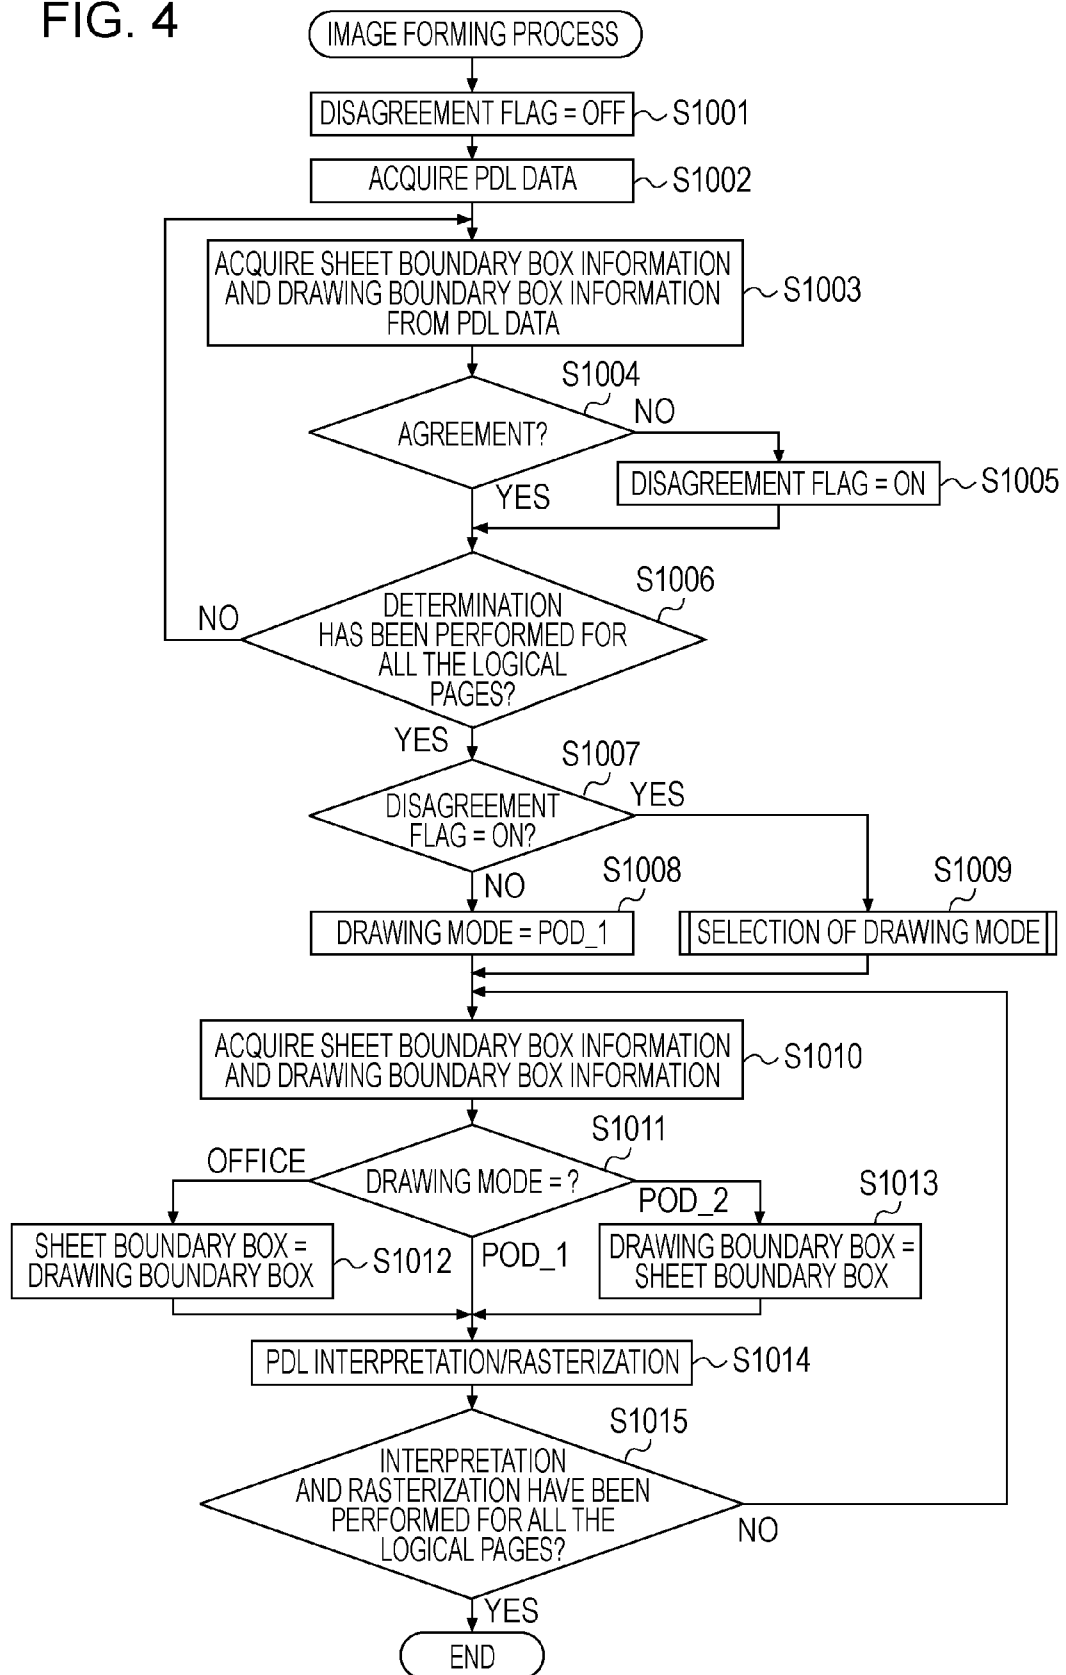 FIG. 4
IMAGE FORMING PROCESS
DISAGREEMENT FLAG = OFF
S1001
ACQUIRE PDL DATA
S1002
ACQUIRE SHEET BOUNDARY BOX INFORMATION
AND DRAWING BOUNDARY BOX INFORMATION
FROM PDL DATA
S1003
S1004
AGREEMENT?
NO
YES
DISAGREEMENT FLAG = ON
S1005
S1006
DETERMINATION
HAS BEEN PERFORMED FOR
ALL THE LOGICAL
PAGES?
NO
YES
S1007
DISAGREEMENT
FLAG = ON?
YES
NO
S1008
DRAWING MODE = POD_1
S1009
SELECTION OF DRAWING MODE
ACQUIRE SHEET BOUNDARY BOX INFORMATION
AND DRAWING BOUNDARY BOX INFORMATION
S1010
S1011
DRAWING MODE = ?
OFFICE
POD_2
POD_1
SHEET BOUNDARY BOX =
DRAWING BOUNDARY BOX
S1012
S1013
DRAWING BOUNDARY BOX =
SHEET BOUNDARY BOX
PDL INTERPRETATION/RASTERIZATION
S1014
S1015
INTERPRETATION
AND RASTERIZATION HAVE BEEN
PERFORMED FOR ALL THE
LOGICAL PAGES?
NO
YES
END